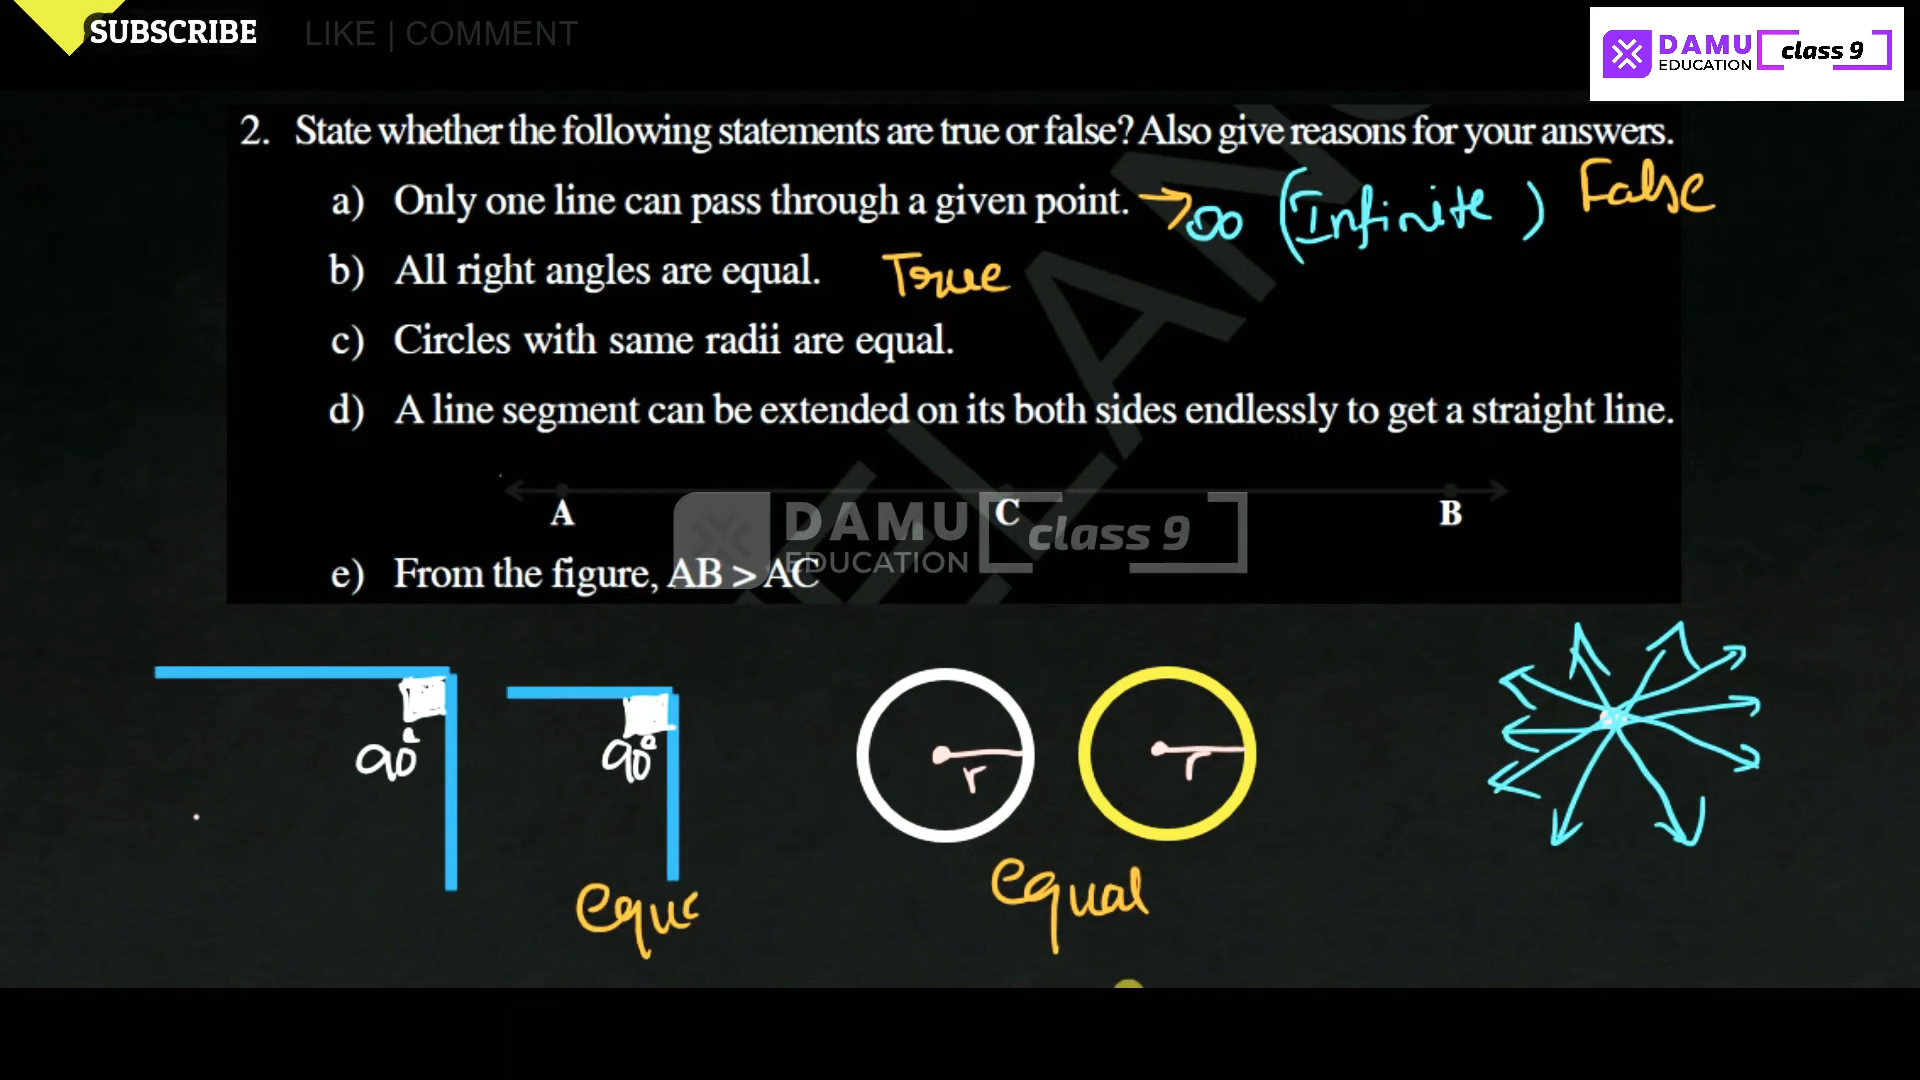 SUBSCRIBE LIKE | COMMENT
DAMU EDUCATION class 9
2. State whether the following statements are true or false? Also give reasons for your answers.
a) Only one line can pass through a given point. → ∞ (Infinite) False
b) All right angles are equal. True
c) Circles with same radii are equal.
d) A line segment can be extended on its both sides endlessly to get a straight line.
A C B
DAMU EDUCATION class 9
e) From the figure, AB > AC
90° 90° r r
equal